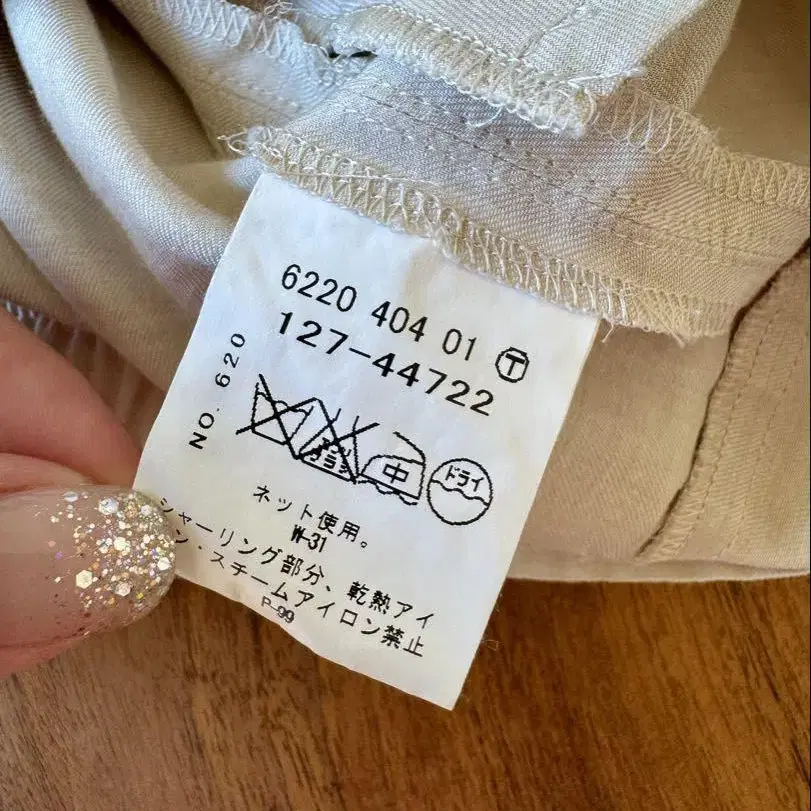 6220 404 01 Ⓣ
127-44722
NO. 620
中
ドライ
ネット使用。
W-31
シャーリング部分、乾熱アイ
ン・スチームアイロン禁止
P-99